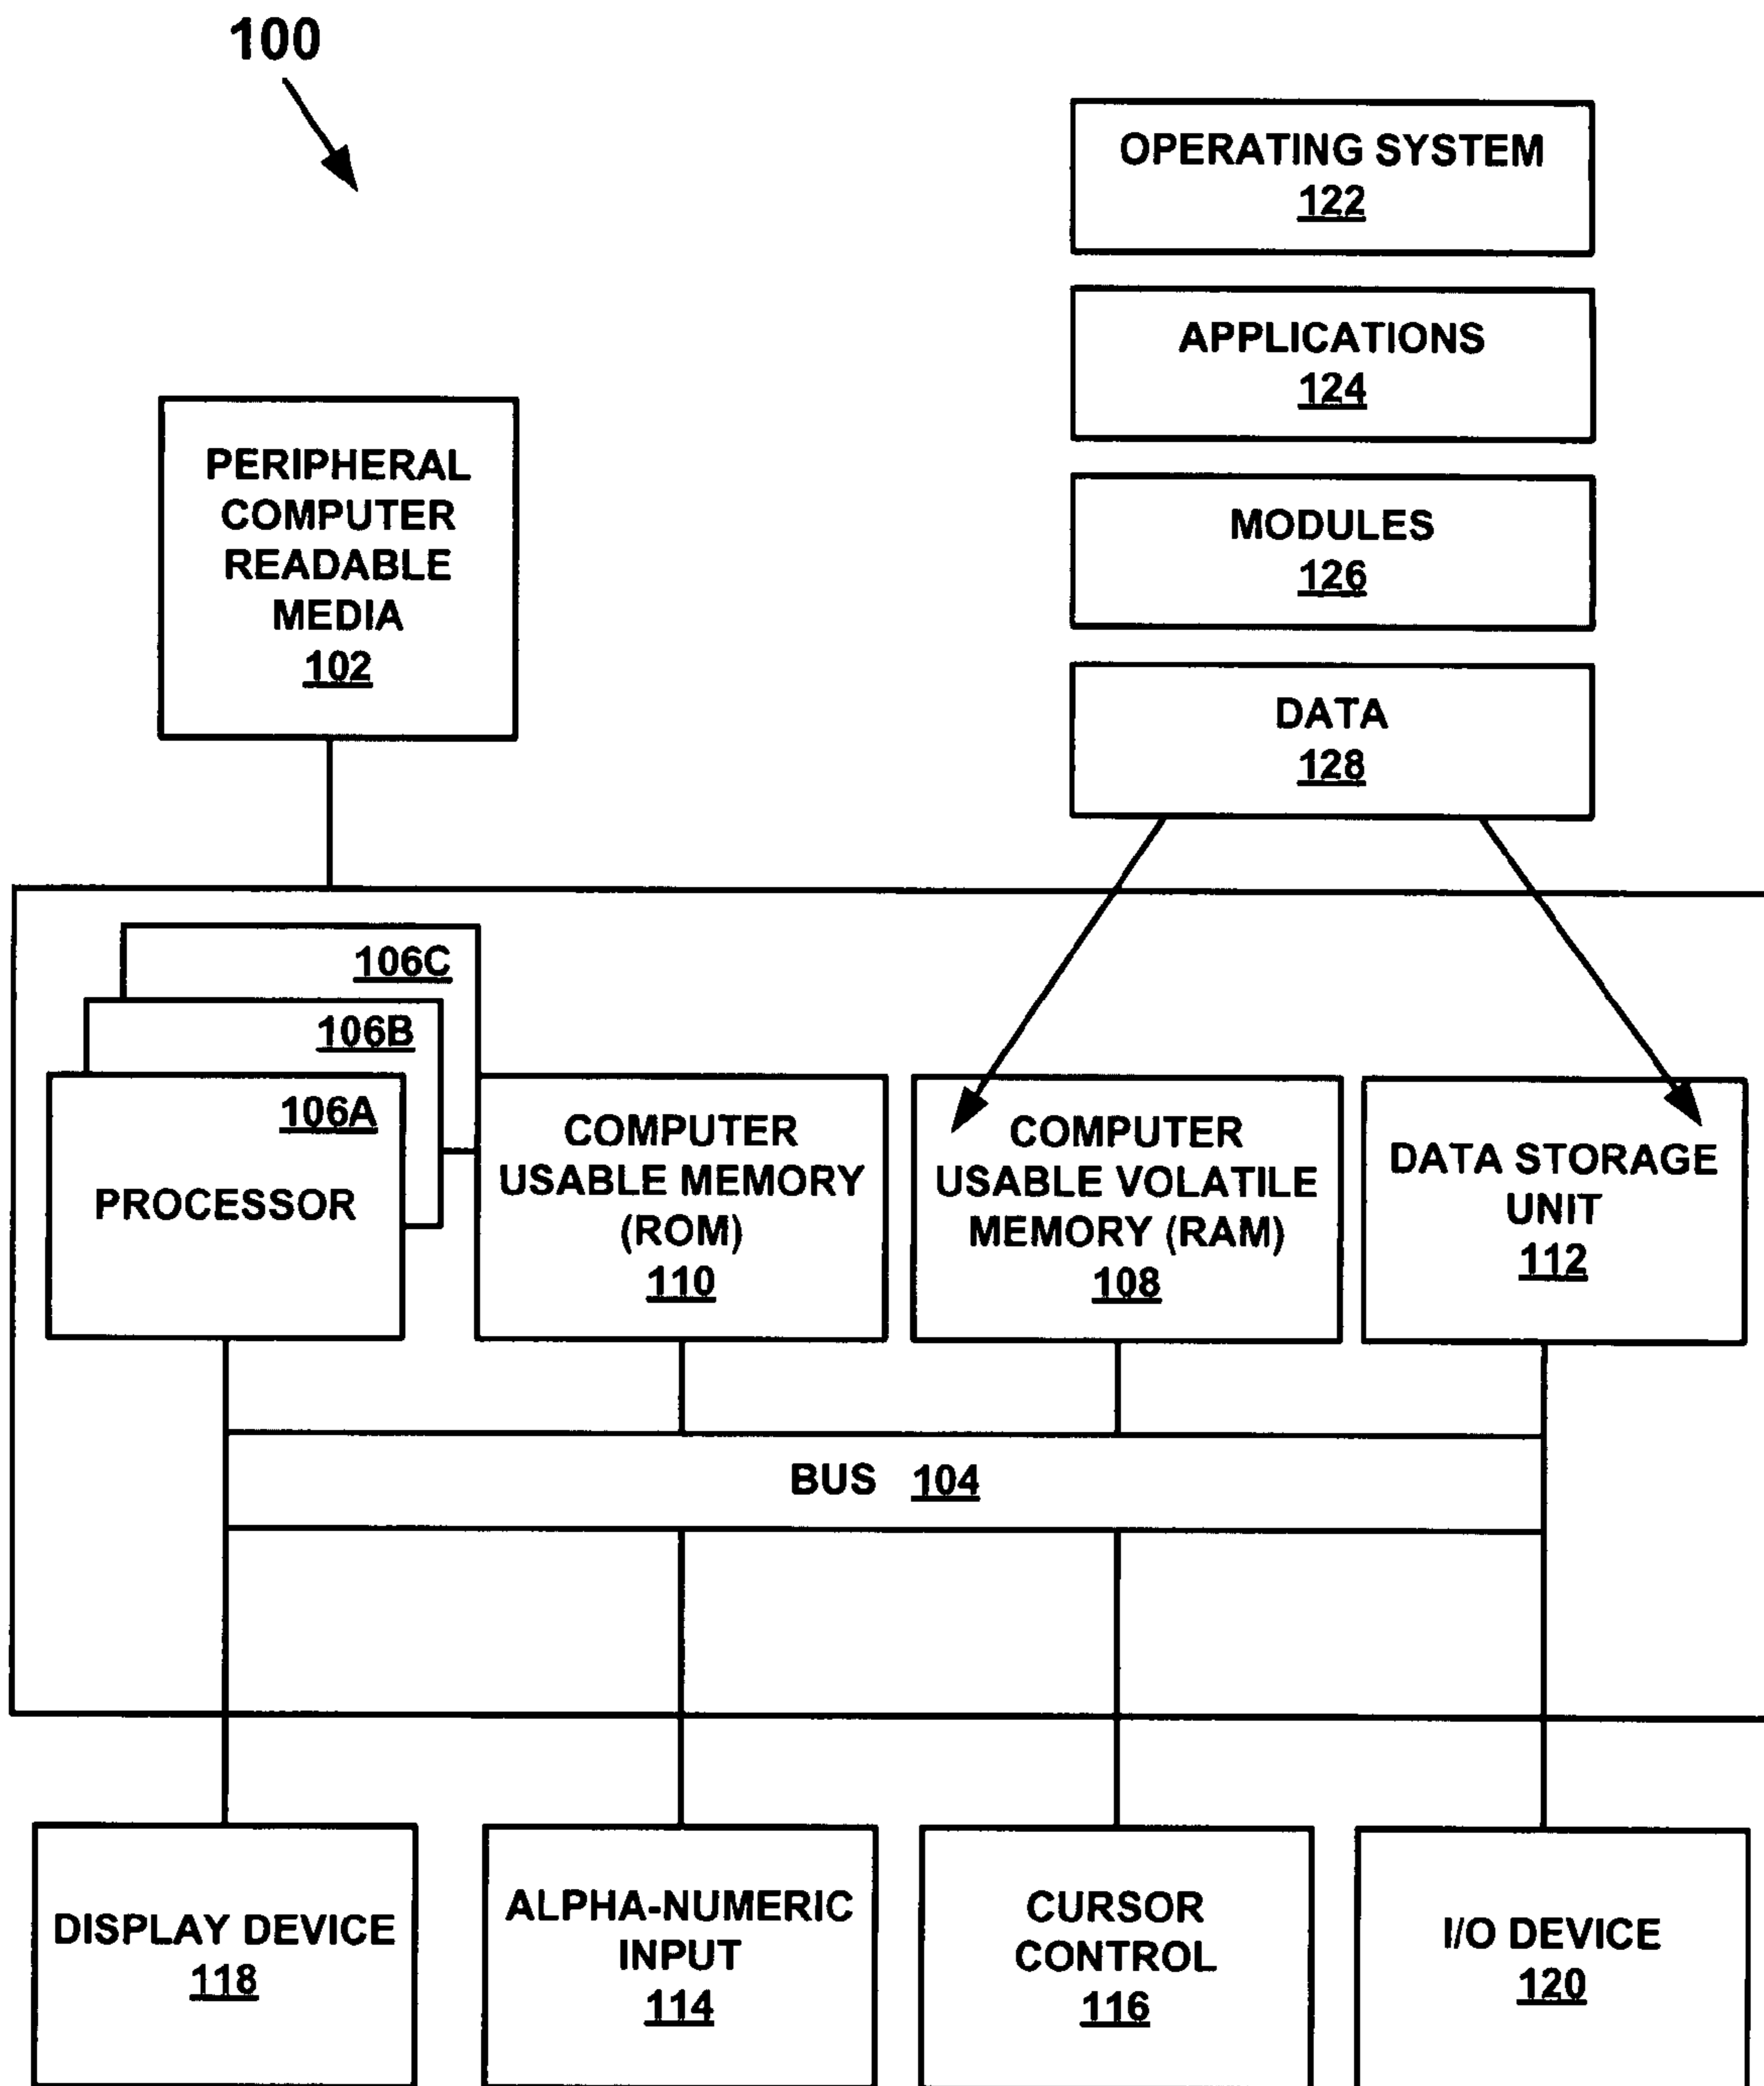 100
OPERATING SYSTEM
122
APPLICATIONS
124
PERIPHERAL
COMPUTER
READABLE
MEDIA
102
MODULES
126
DATA
128
106C
106B
106A
PROCESSOR
COMPUTER
USABLE MEMORY
(ROM)
110
COMPUTER
USABLE VOLATILE
MEMORY (RAM)
108
DATA STORAGE
UNIT
112
BUS 104
DISPLAY DEVICE
118
ALPHA-NUMERIC
INPUT
114
CURSOR
CONTROL
116
I/O DEVICE
120